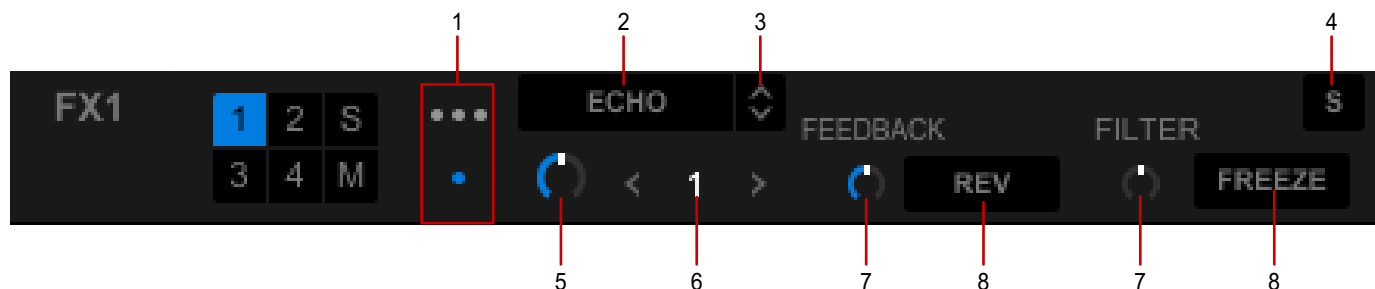 1 2 3 4
FX1 1 2 S ECHO S
FEEDBACK FILTER
3 4 M < 1 > REV FREEZE
5 6 7 8 7 8